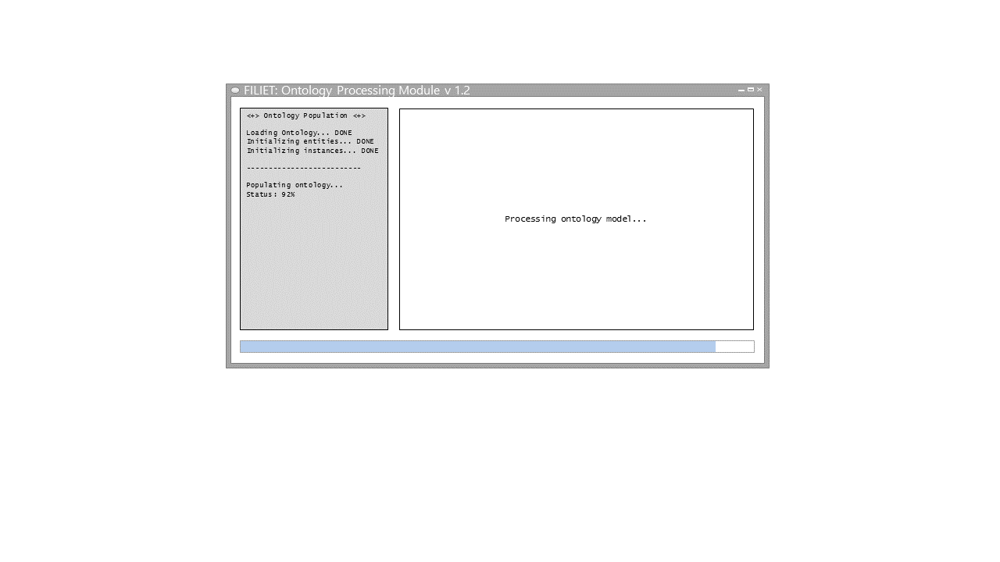 FILIET: Ontology Processing Module v 1.2
<+> Ontology Population <+>
Loading Ontology... DONE
Initializing entities... DONE
Initializing instances... DONE
--------------------------
Populating ontology...
Status: 92%
Processing ontology model...